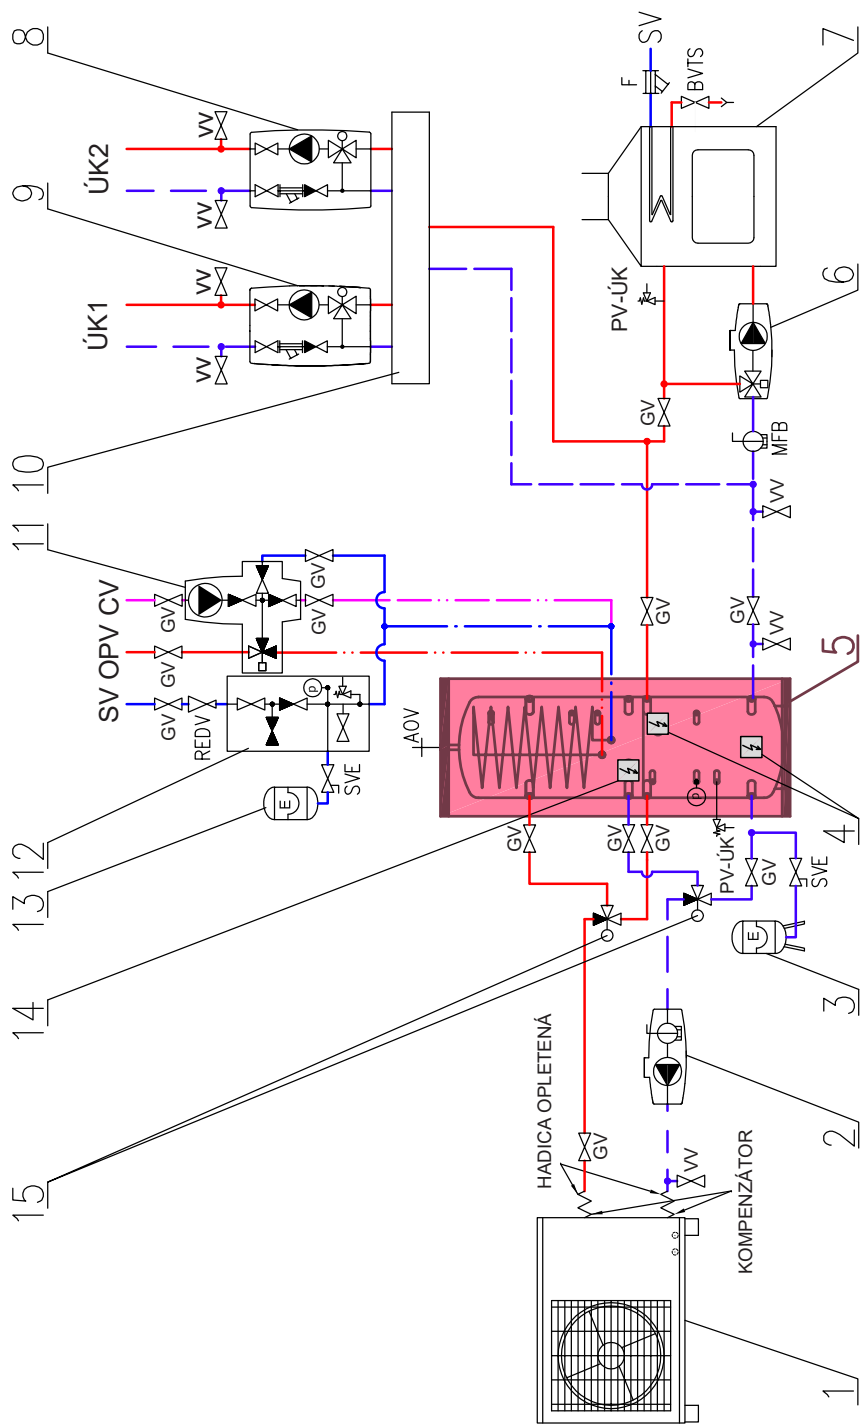 15 14 13 12 11 10 9 8
SV OPV CV ÚK1 ÚK2
GV GV GV
REDV
VV VV VV VV
E
P
GV GV
SVE
AOV
GV
HADICA OPLETENÁ
GV
GV
PV-ÚK
F
SV
GV
GV
GV
VV
BVTS
P
PV-ÚK T
GV
KOMPENZÁTOR
E
GV
VV VV
MFB
SVE
1 2 3 4 5 6 7